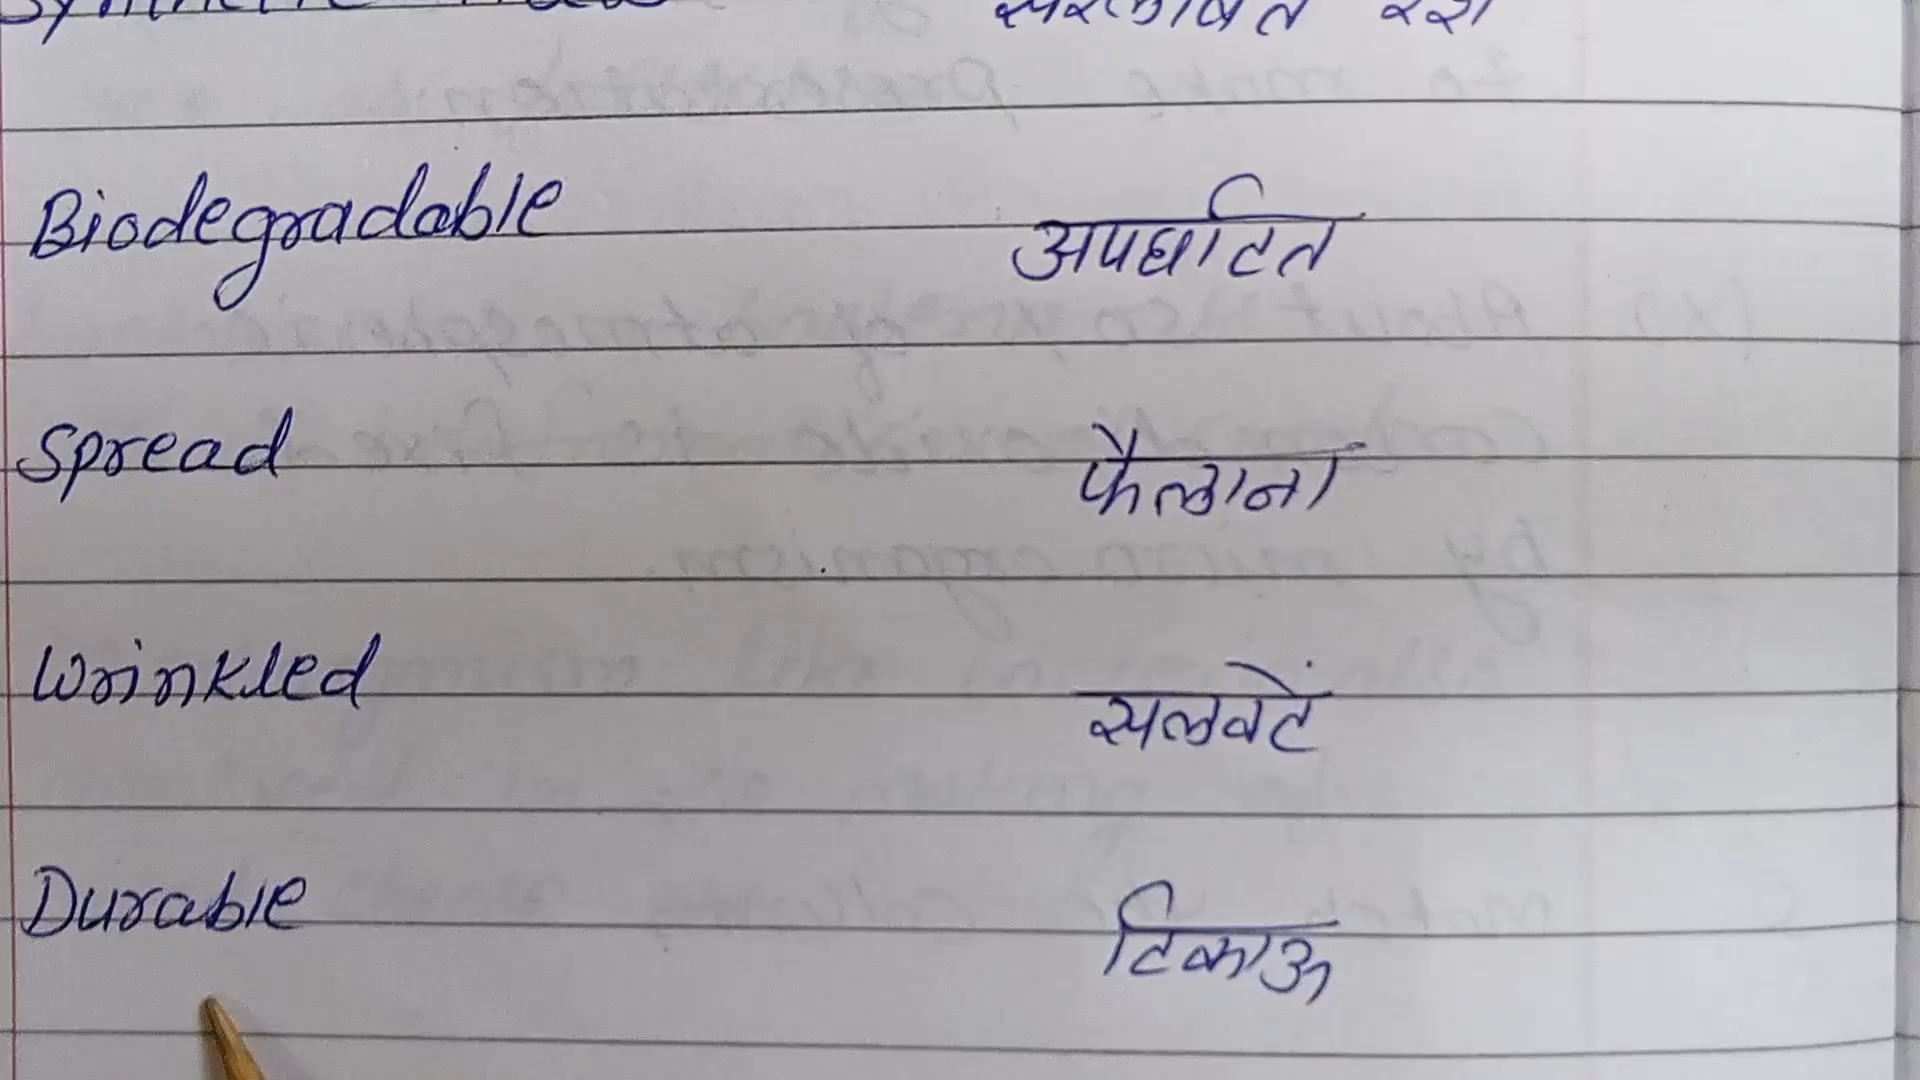 Biodegradable अपघटित
Spread फैलाना
Wrinkled सलवटें
Durable टिकाऊ